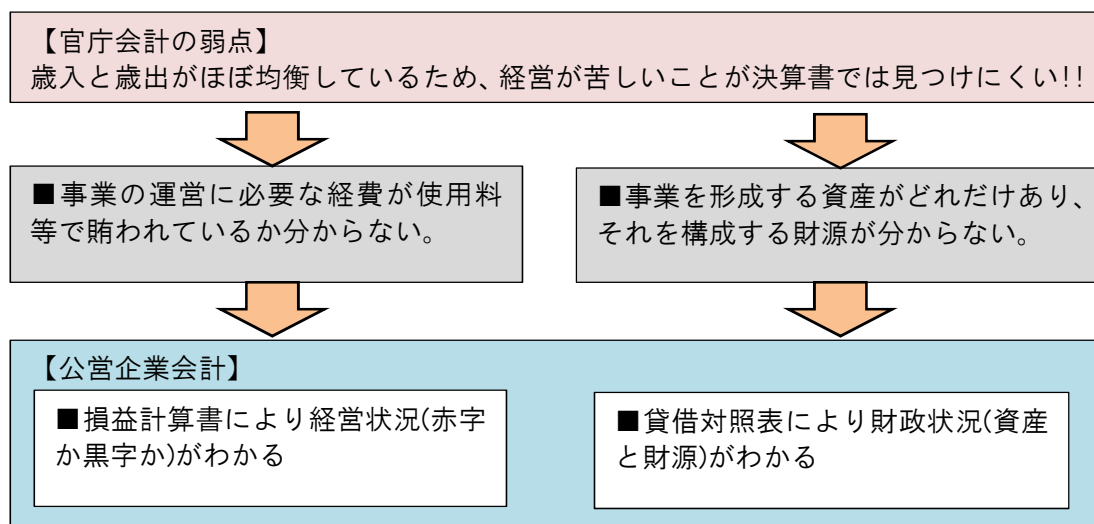 【官庁会計の弱点】
歳入と歳出がほぼ均衡しているため、経営が苦しいことが決算書では見つけにくい!!
■事業の運営に必要な経費が使用料
等で賄われているか分からない。
■事業を形成する資産がどれだけあり、
それを構成する財源が分からない。
【公営企業会計】
■損益計算書により経営状況(赤字
か黒字か)がわかる
■貸借対照表により財政状況(資産
と財源)がわかる